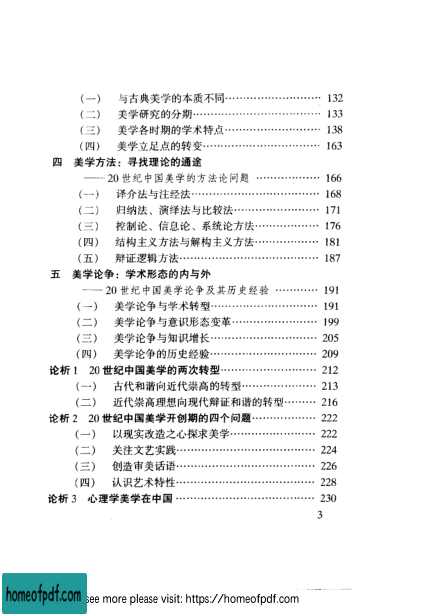 (一) 与古典美学的本质不同………………………… 132
(二) 美学研究的分期………………………………… 133
(三) 美学各时期的学术特点………………………… 138
(四) 美学立足点的转变……………………………… 163
四 美学方法：寻找理论的通途
——20世纪中国美学的方法论问题 ……………… 166
(一) 译介法与注经法………………………………… 168
(二) 归纳法、演绎法与比较法……………………… 171
(三) 控制论、信息论、系统论方法………………… 176
(四) 结构主义方法与解构主义方法………………… 181
(五) 辩证逻辑方法…………………………………… 187
五 美学论争：学术形态的内与外
——20世纪中国美学论争及其历史经验 ………… 191
(一) 美学论争与学术转型…………………………… 191
(二) 美学论争与意识形态变革……………………… 199
(三) 美学论争与知识增长…………………………… 205
(四) 美学论争的历史经验…………………………… 209
论析1 20世纪中国美学的两次转型………………………… 212
(一) 古代和谐向近代崇高的转型…………………… 213
(二) 近代崇高理想向现代辩证和谐的转型………… 216
论析2 20世纪中国美学开创期的四个问题………………… 222
(一) 以现实改造之心探求美学……………………… 222
(二) 关注文艺实践…………………………………… 224
(三) 创造审美话语…………………………………… 226
(四) 认识艺术特性…………………………………… 228
论析3 心理学美学在中国 …………………………………… 230
3
homeofpdf.com
see more please visit: https://homeofpdf.com